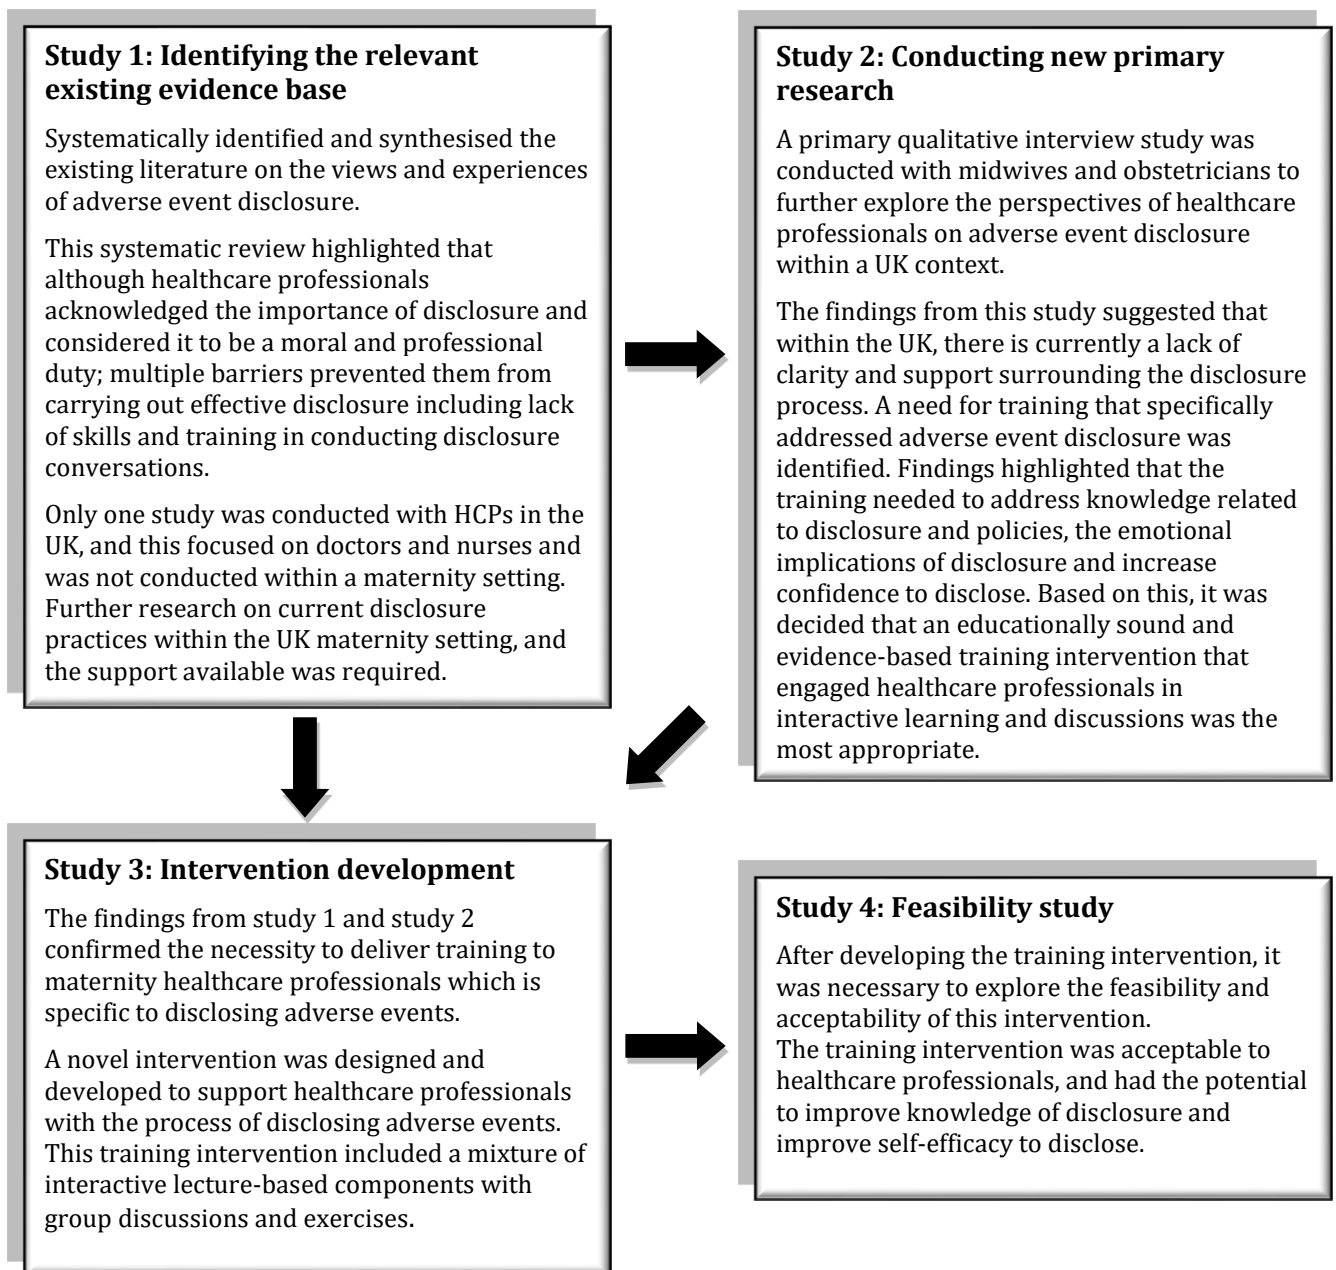 Study 1: Identifying the relevant
existing evidence base
Systematically identified and synthesised the
existing literature on the views and experiences
of adverse event disclosure.
This systematic review highlighted that
although healthcare professionals
acknowledged the importance of disclosure and
considered it to be a moral and professional
duty; multiple barriers prevented them from
carrying out effective disclosure including lack
of skills and training in conducting disclosure
conversations.
Only one study was conducted with HCPs in the
UK, and this focused on doctors and nurses and
was not conducted within a maternity setting.
Further research on current disclosure
practices within the UK maternity setting, and
the support available was required.
Study 2: Conducting new primary
research
A primary qualitative interview study was
conducted with midwives and obstetricians to
further explore the perspectives of healthcare
professionals on adverse event disclosure
within a UK context.
The findings from this study suggested that
within the UK, there is currently a lack of
clarity and support surrounding the disclosure
process. A need for training that specifically
addressed adverse event disclosure was
identified. Findings highlighted that the
training needed to address knowledge related
to disclosure and policies, the emotional
implications of disclosure and increase
confidence to disclose. Based on this, it was
decided that an educationally sound and
evidence-based training intervention that
engaged healthcare professionals in
interactive learning and discussions was the
most appropriate.
Study 3: Intervention development
The findings from study 1 and study 2
confirmed the necessity to deliver training to
maternity healthcare professionals which is
specific to disclosing adverse events.
A novel intervention was designed and
developed to support healthcare professionals
with the process of disclosing adverse events.
This training intervention included a mixture of
interactive lecture-based components with
group discussions and exercises.
Study 4: Feasibility study
After developing the training intervention, it
was necessary to explore the feasibility and
acceptability of this intervention.
The training intervention was acceptable to
healthcare professionals, and had the potential
to improve knowledge of disclosure and
improve self-efficacy to disclose.